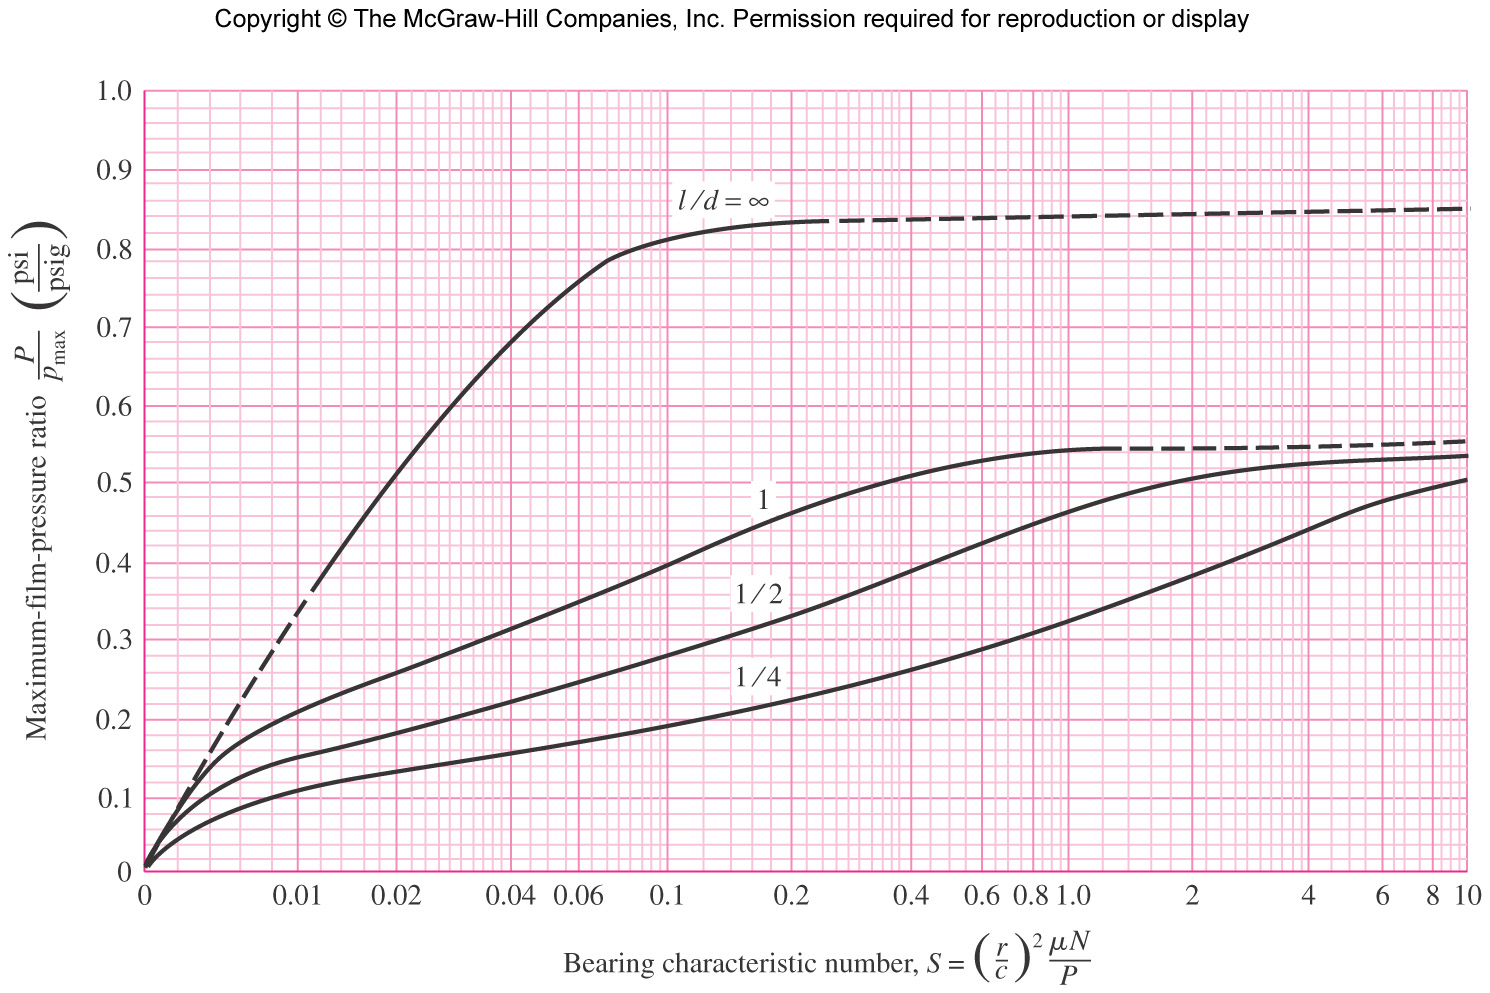 Copyright © The McGraw-Hill Companies, Inc. Permission required for reproduction or display
Maximum-film-pressure ratio P/p_max (psi/psig)
1.0
0.9
0.8
0.7
0.6
0.5
0.4
0.3
0.2
0.1
0
l/d = ∞
1
1/2
1/4
0 0.01 0.02 0.04 0.06 0.1 0.2 0.4 0.6 0.8 1.0 2 4 6 8 10
Bearing characteristic number, S = (r/c)² μN/P